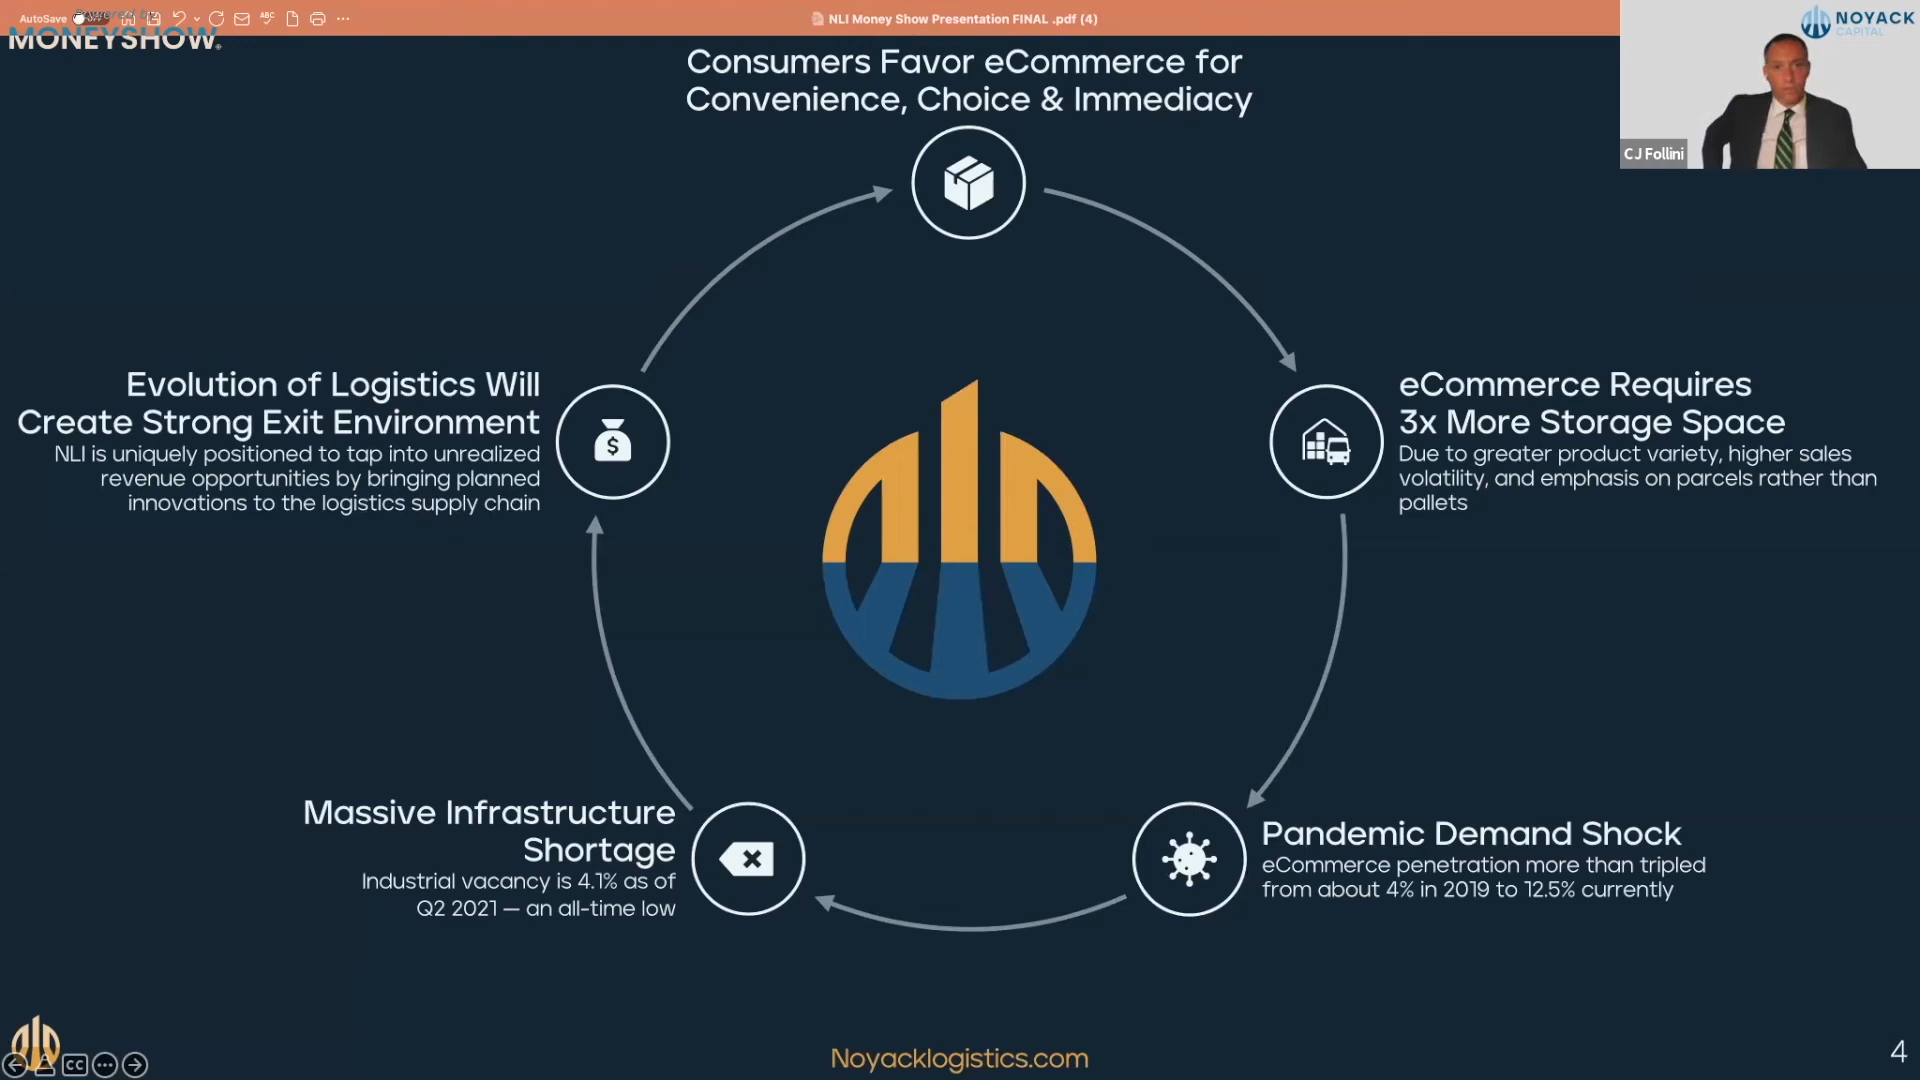 AutoSave
OFF
NLI Money Show Presentation FINAL .pdf (4)
Powered by
MONEYSHOW
NOYACK
CAPITAL
CJ Follini
Consumers Favor eCommerce for
Convenience, Choice & Immediacy
eCommerce Requires
3x More Storage Space
Due to greater product variety, higher sales
volatility, and emphasis on parcels rather than
pallets
Pandemic Demand Shock
eCommerce penetration more than tripled
from about 4% in 2019 to 12.5% currently
Massive Infrastructure
Shortage
Industrial vacancy is 4.1% as of
Q2 2021 — an all-time low
Evolution of Logistics Will
Create Strong Exit Environment
NLI is uniquely positioned to tap into unrealized
revenue opportunities by bringing planned
innovations to the logistics supply chain
$
ABC
CC
Noyacklogistics.com
4